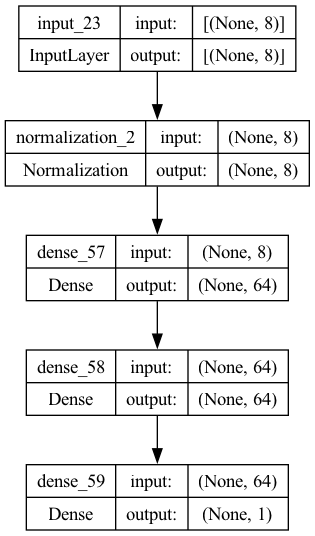 input_23 input: [(None, 8)]
InputLayer output: [(None, 8)]
normalization_2 input: (None, 8)
Normalization output: (None, 8)
dense_57 input: (None, 8)
Dense output: (None, 64)
dense_58 input: (None, 64)
Dense output: (None, 64)
dense_59 input: (None, 64)
Dense output: (None, 1)